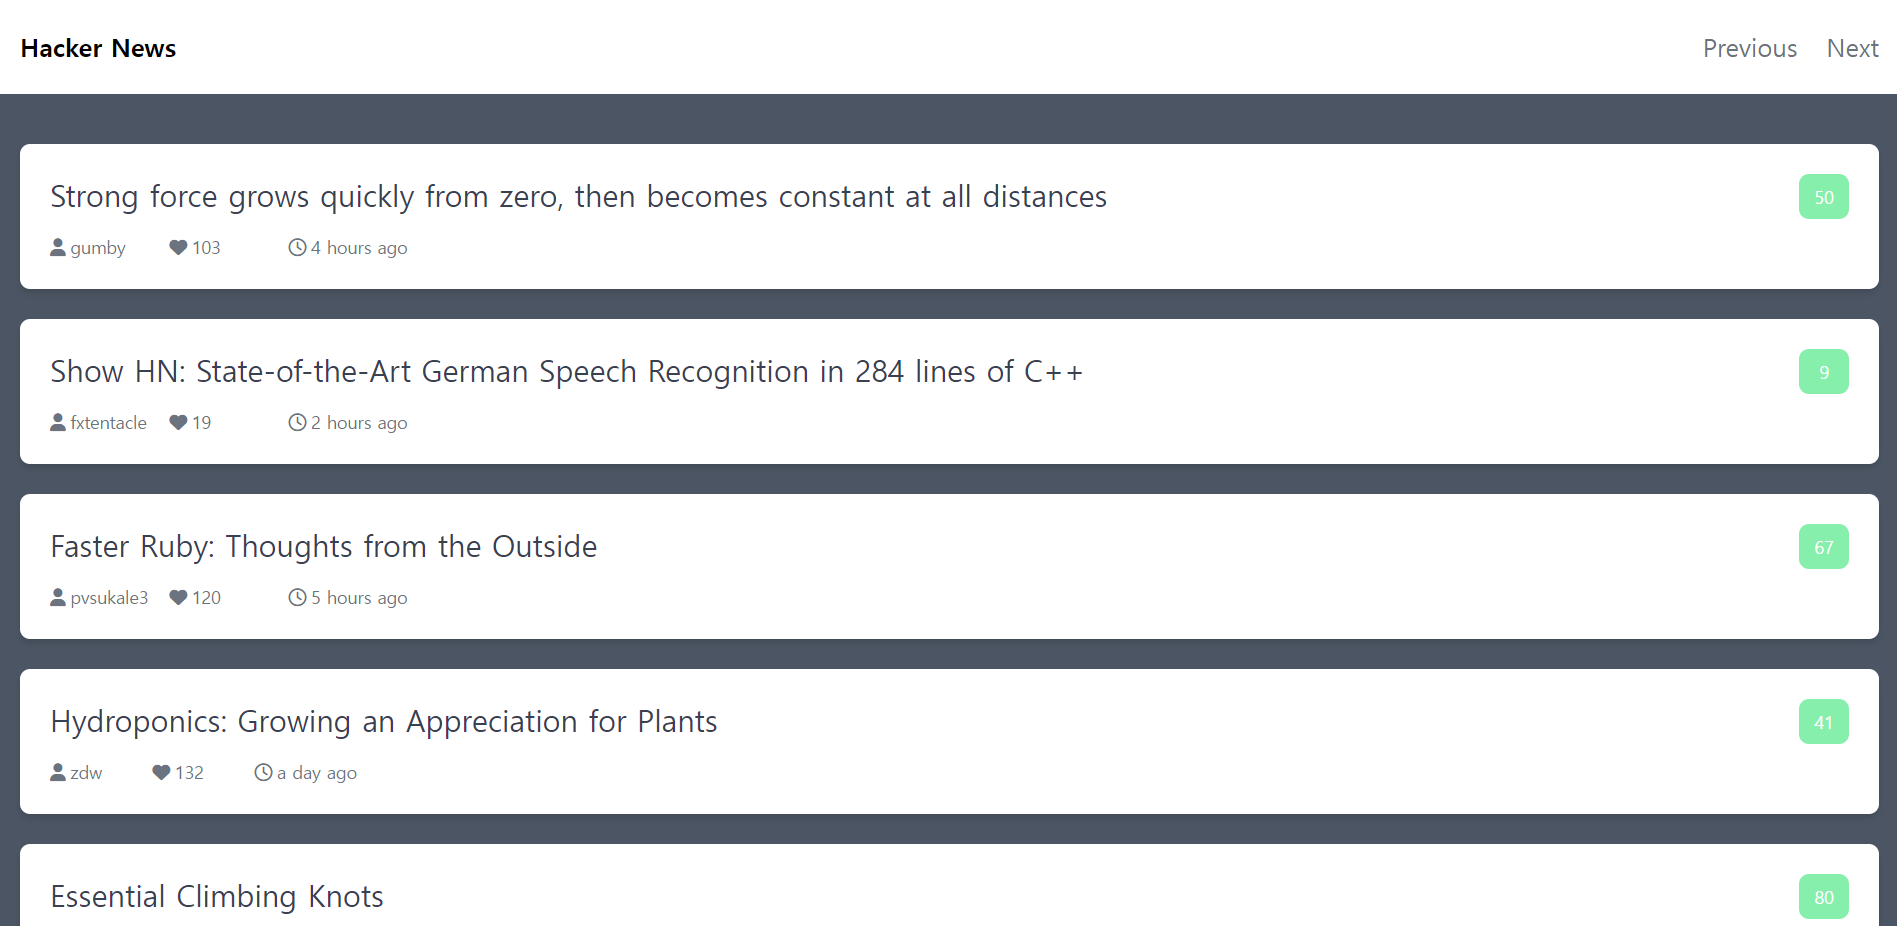 Hacker News Previous Next
Strong force grows quickly from zero, then becomes constant at all distances 50
gumby 103 4 hours ago
Show HN: State-of-the-Art German Speech Recognition in 284 lines of C++ 9
fxtentacle 19 2 hours ago
Faster Ruby: Thoughts from the Outside 67
pvsukale3 120 5 hours ago
Hydroponics: Growing an Appreciation for Plants 41
zdw 132 a day ago
Essential Climbing Knots 80